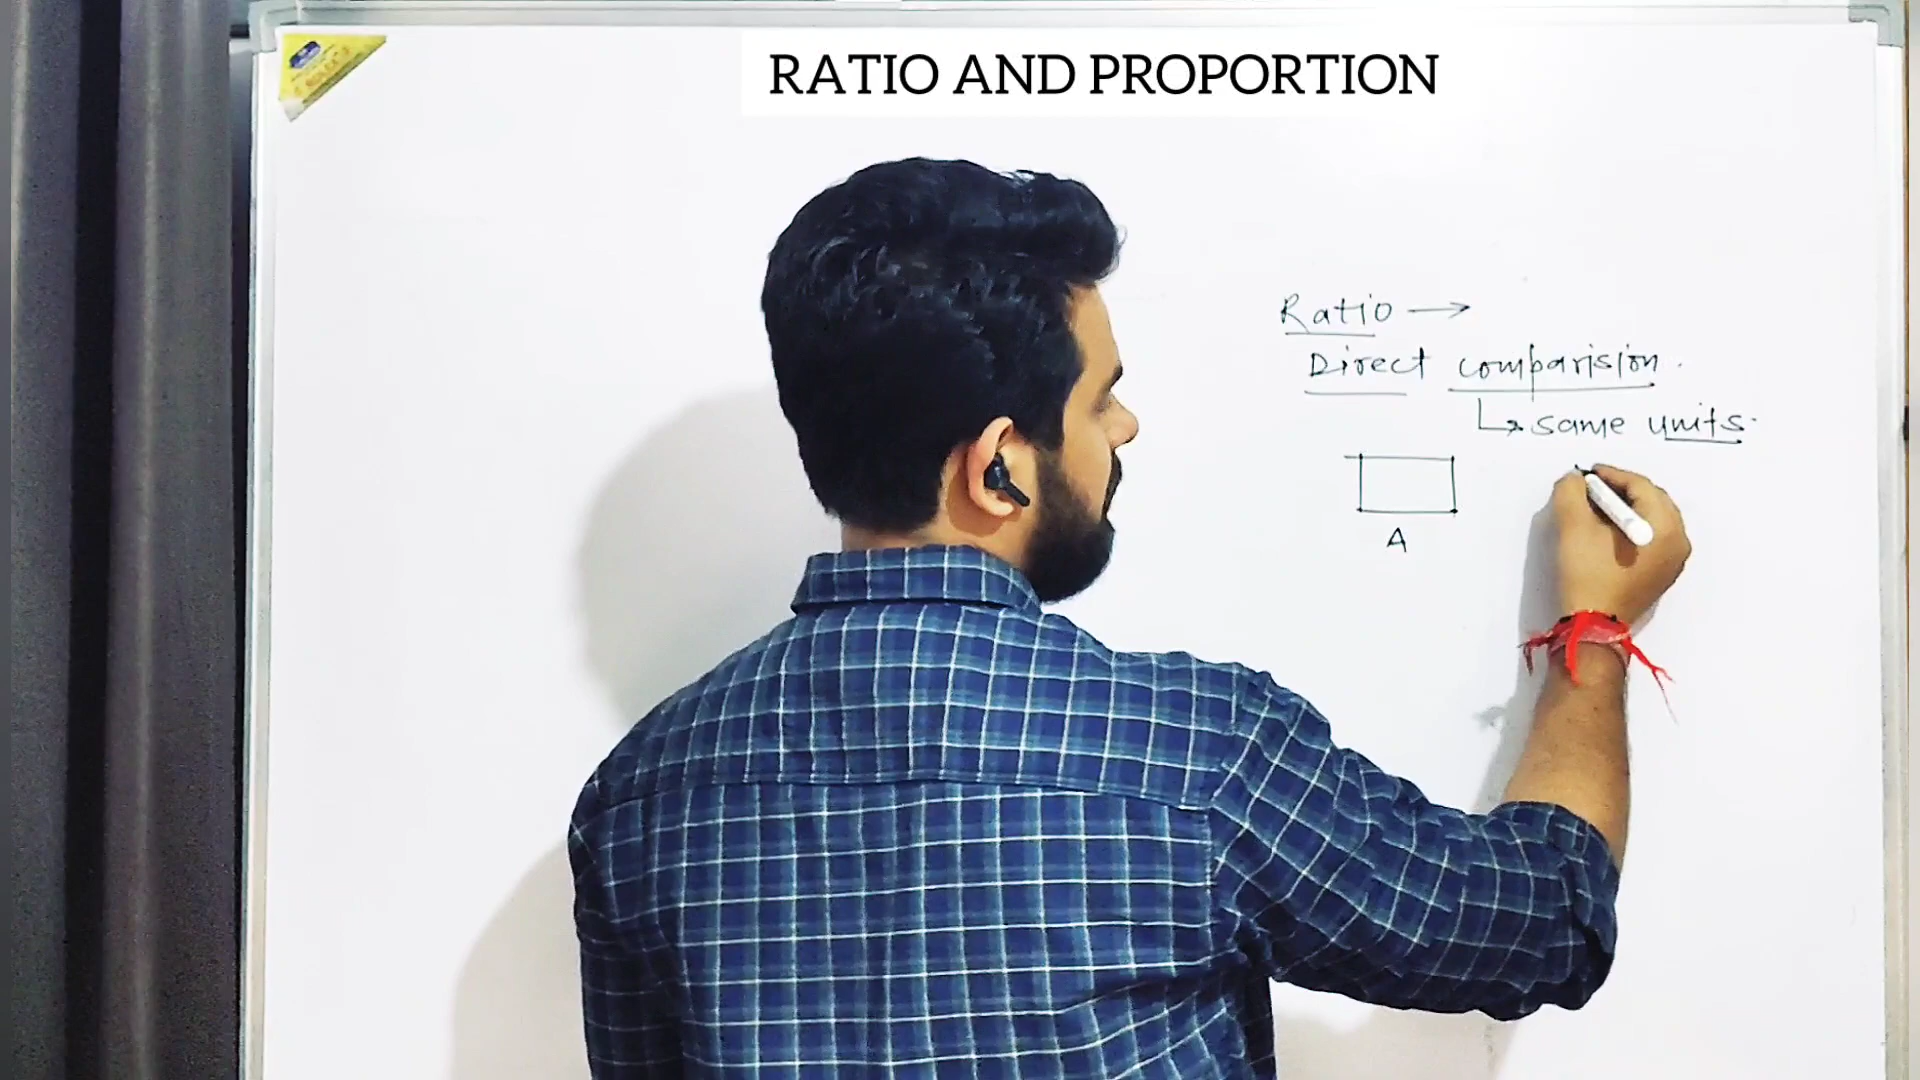 RATIO AND PROPORTION
Ratio →
Direct comparision.
↳ same units.
A